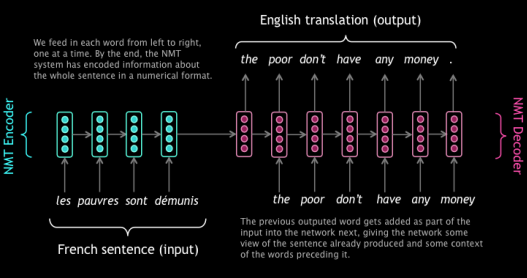 English translation (output)
We feed in each word from left to right,
one at a time. By the end, the NMT
system has encoded information about
the whole sentence in a numerical format.
the poor don't have any money .
NMT Encoder
NMT Decoder
les pauvres sont démunis
the poor don't have any money
French sentence (input)
The previous outputed word gets added as part of the
input into the network next, giving the network some
view of the sentence already produced and some context
of the words preceding it.